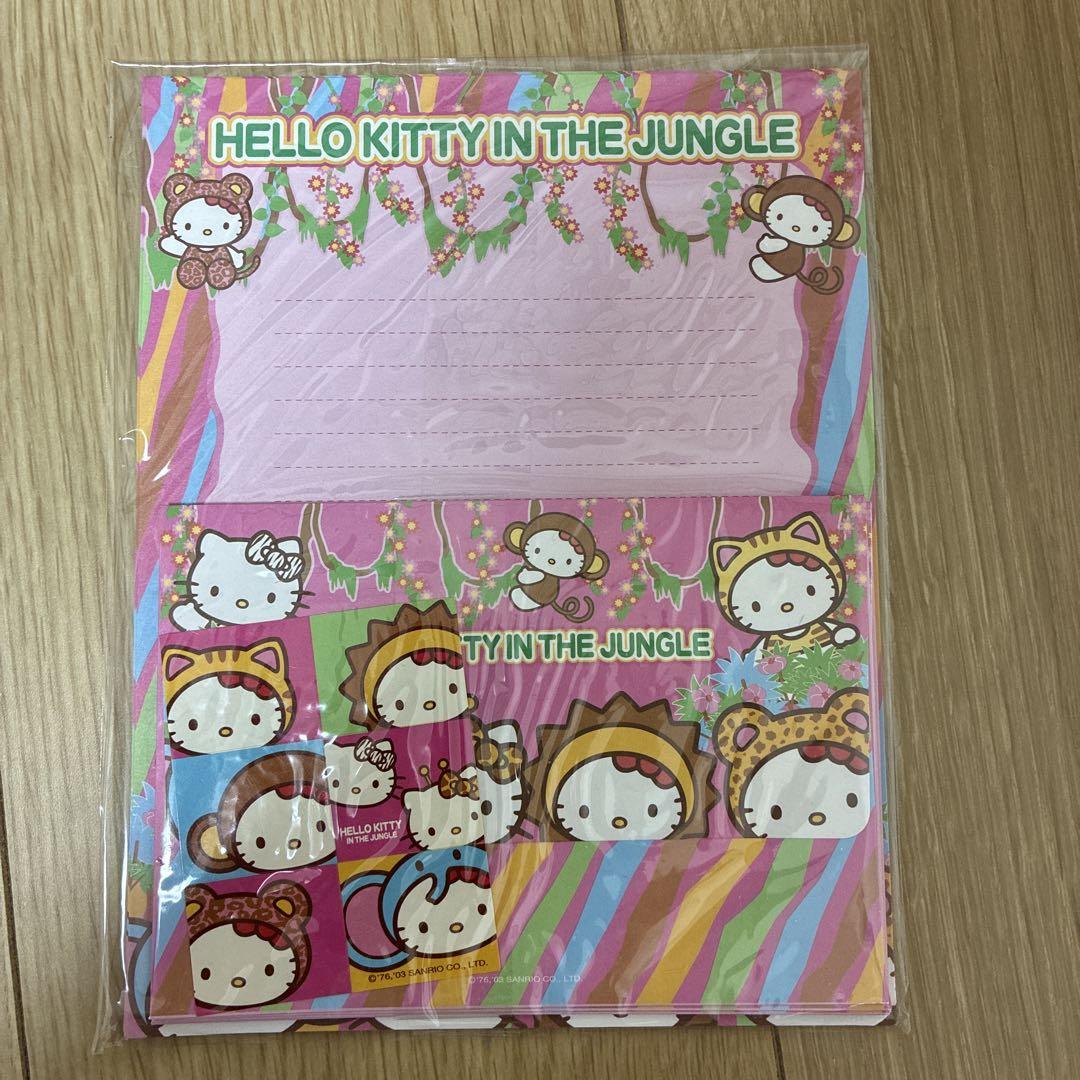 HELLO KITTY IN THE JUNGLE
TY IN THE JUNGLE
HELLO KITTY
IN THE JUNGLE
©'76,'03 SANRIO CO., LTD.
©'76,'03 SANRIO CO., LTD.